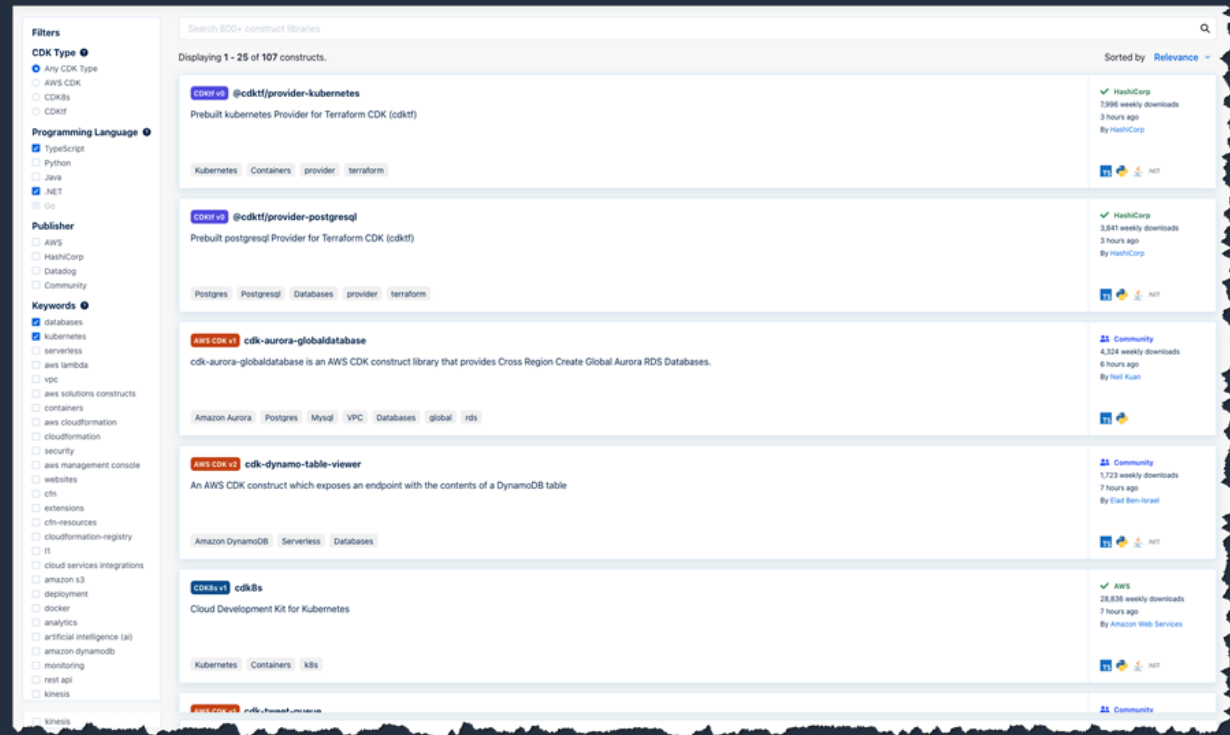 Filters
CDK Type
Any CDK Type
AWS CDK
CDK8s
CDKtf
Programming Language
TypeScript
Python
Java
.NET
Go
Publisher
AWS
HashiCorp
Datadog
Community
Keywords
databases
kubernetes
serverless
aws lambda
vpc
aws solutions constructs
containers
aws cloudformation
cloudformation
security
aws management console
websites
cfn
extensions
cfn-resources
cloudformation-registry
l1
cloud services integrations
amazon s3
deployment
docker
analytics
artificial intelligence (ai)
amazon dynamodb
monitoring
rest api
kinesis
kinesis
Search 800+ construct libraries
Displaying 1 - 25 of 107 constructs.
Sorted by Relevance
CDKtf v0 @cdktf/provider-kubernetes
Prebuilt kubernetes Provider for Terraform CDK (cdktf)
Kubernetes Containers provider terraform
HashiCorp
7,996 weekly downloads
3 hours ago
By HashiCorp
TS .NET
CDKtf v0 @cdktf/provider-postgresql
Prebuilt postgresql Provider for Terraform CDK (cdktf)
Postgres Postgresql Databases provider terraform
HashiCorp
3,841 weekly downloads
3 hours ago
By HashiCorp
TS .NET
AWS CDK v1 cdk-aurora-globaldatabase
cdk-aurora-globaldatabase is an AWS CDK construct library that provides Cross Region Create Global Aurora RDS Databases.
Amazon Aurora Postgres Mysql VPC Databases global rds
Community
4,324 weekly downloads
6 hours ago
By Neil Kuan
TS
AWS CDK v2 cdk-dynamo-table-viewer
An AWS CDK construct which exposes an endpoint with the contents of a DynamoDB table
Amazon DynamoDB Serverless Databases
Community
1,723 weekly downloads
7 hours ago
By Elad Ben-Israel
TS .NET
CDK8s v1 cdk8s
Cloud Development Kit for Kubernetes
Kubernetes Containers k8s
AWS
28,836 weekly downloads
7 hours ago
By Amazon Web Services
TS .NET
cdk-tweet-queue
Community